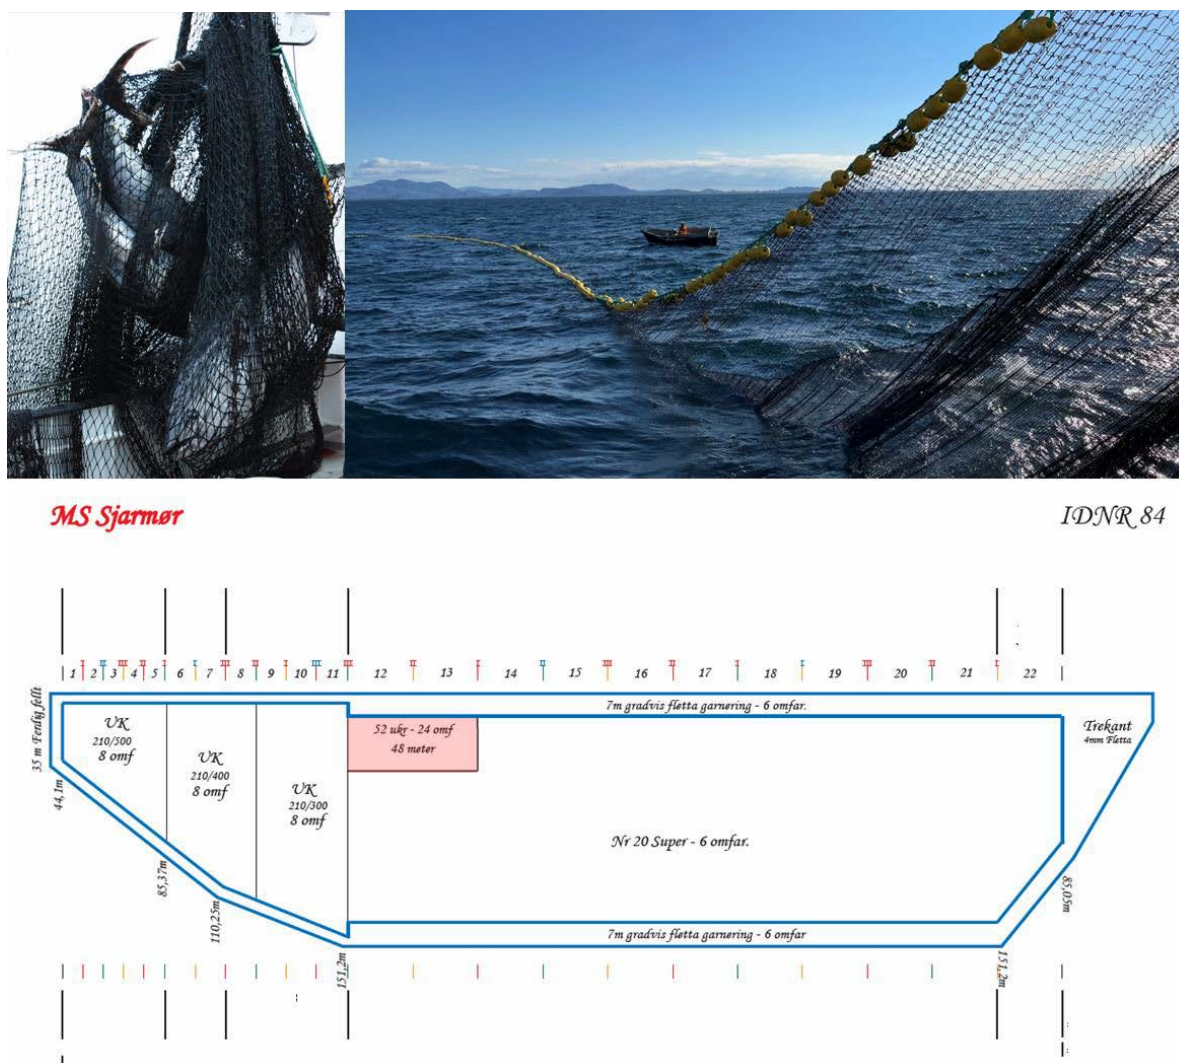 MS Sjarmør
IDNR 84
1 2 3 4 5 6 7 8 9 10 11 12 13 14 15 16 17 18 19 20 21 22
7m gradvis fletta garnering - 6 omfar.
35 m Ferdig fellt
UK
210/500
8 omf
UK
210/400
8 omf
UK
210/300
8 omf
52 ukr - 24 omf
48 meter
Trekant
4mm Fletta
Nr 20 Super - 6 omfar.
44,1m
85,37m
110,25m
151,2m
7m gradvis fletta garnering - 6 omfar
151,2m
85,05m